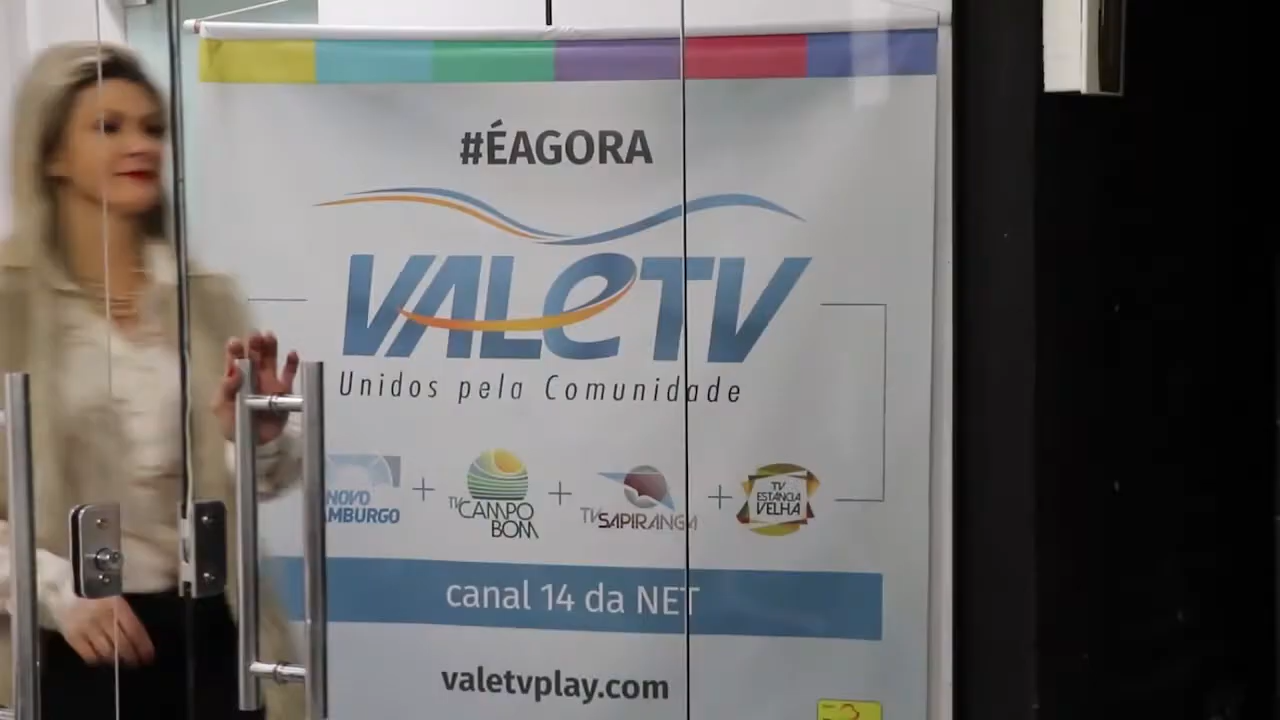 #ÉAGORA
VALeTV
Unidos pela Comunidade
NOVO
MBURGO
+
TV CAMPO
BOM
+
TV SAPIRANGA
+
TV
ESTÂNCIA
VELHA
canal 14 da NET
valetvplay.com